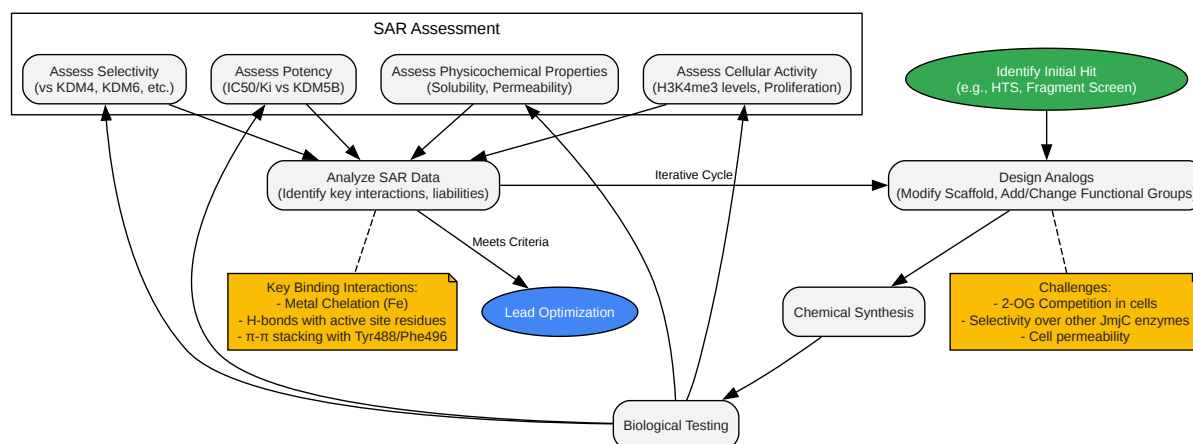 SAR Assessment
Assess Selectivity
(vs KDM4, KDM6, etc.)
Assess Potency
(IC50/Ki vs KDM5B)
Assess Physicochemical Properties
(Solubility, Permeability)
Assess Cellular Activity
(H3K4me3 levels, Proliferation)
Identify Initial Hit
(e.g., HTS, Fragment Screen)
Analyze SAR Data
(Identify key interactions, liabilities)
Iterative Cycle
Design Analogs
(Modify Scaffold, Add/Change Functional Groups)
Meets Criteria
Key Binding Interactions:
- Metal Chelation (Fe)
- H-bonds with active site residues
- π-π stacking with Tyr488/Phe496
Lead Optimization
Chemical Synthesis
Challenges:
- 2-OG Competition in cells
- Selectivity over other JmjC enzymes
- Cell permeability
Biological Testing